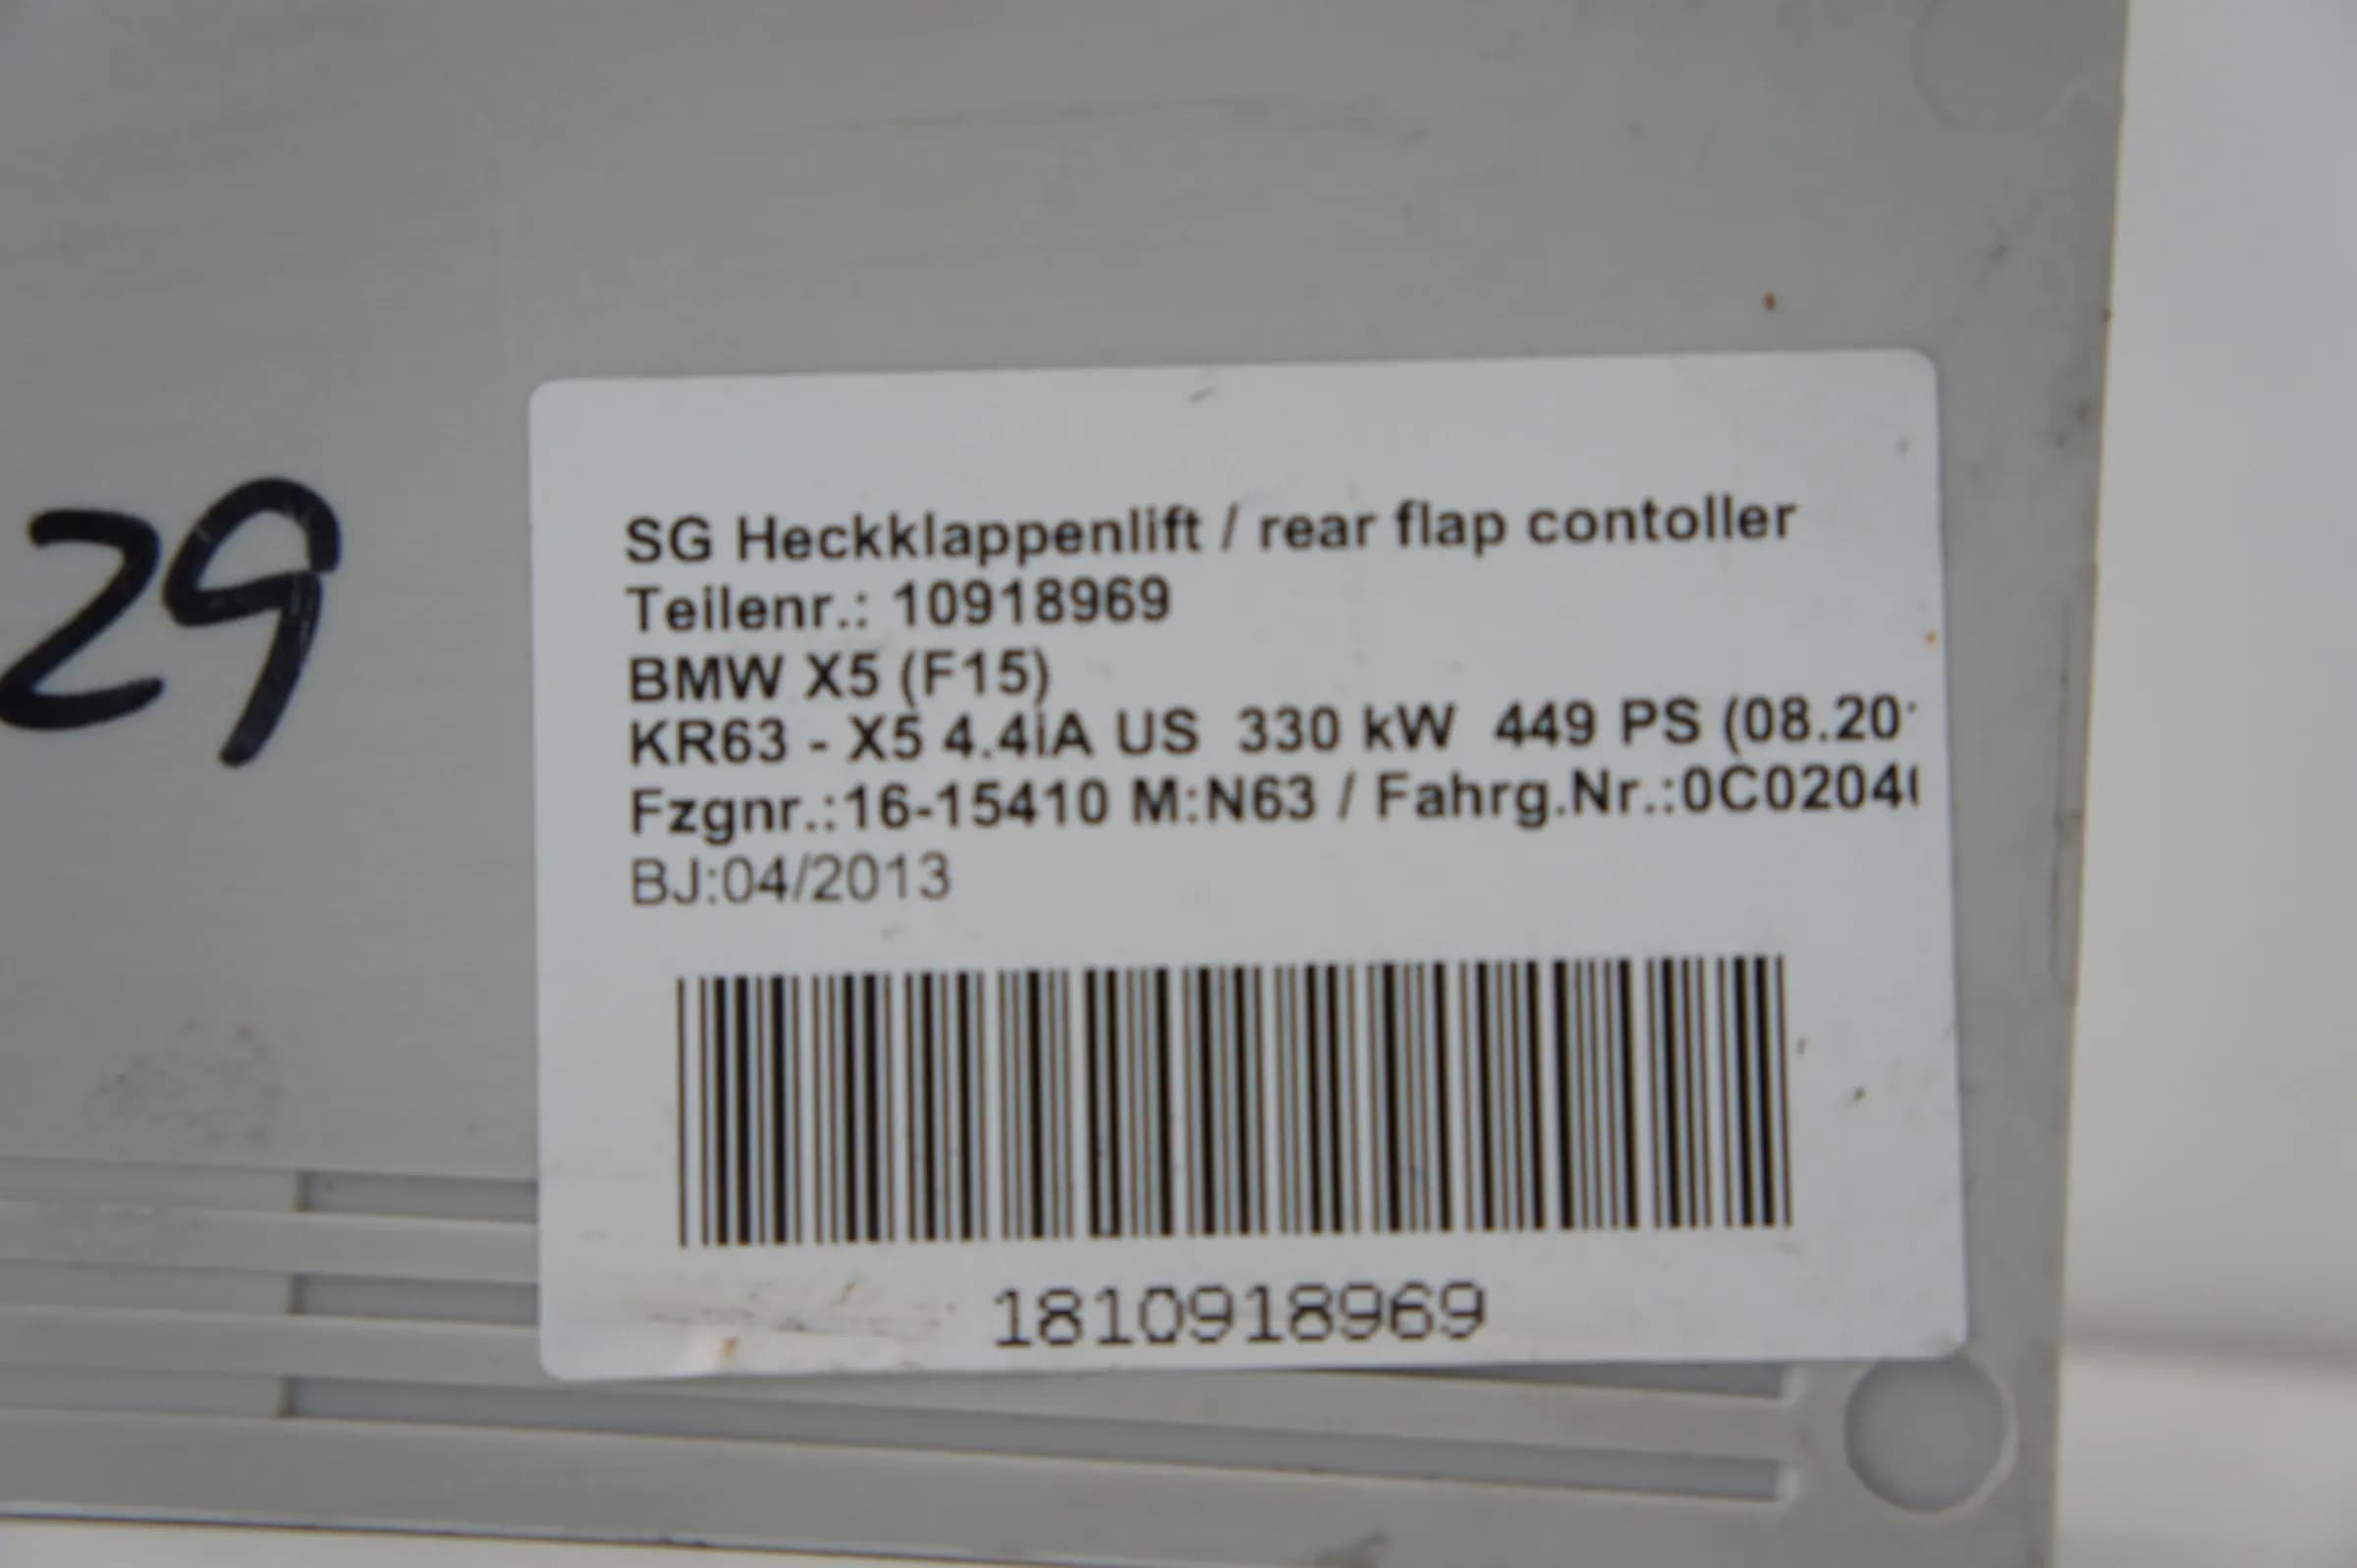 29
SG Heckklappenlift / rear flap contoller
Teilenr.: 10918969
BMW X5 (F15)
KR63 - X5 4.4iA US 330 kW 449 PS (08.20
Fzgnr.:16-15410 M:N63 / Fahrg.Nr.:0C0204
BJ:04/2013
1810918969